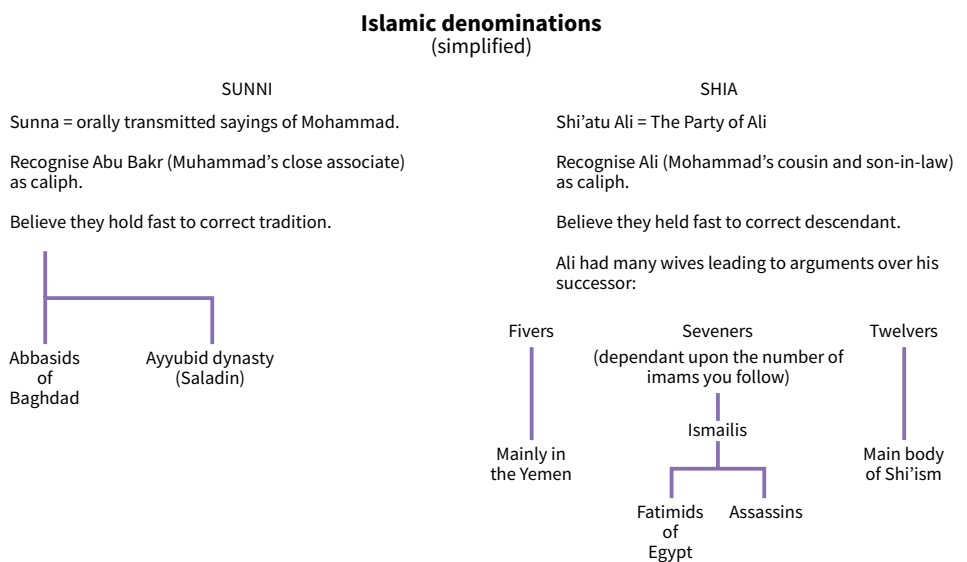 Islamic denominations
(simplified)
SUNNI
Sunna = orally transmitted sayings of Mohammad.
Recognise Abu Bakr (Muhammad’s close associate)
as caliph.
Believe they hold fast to correct tradition.
Abbasids
of
Baghdad
Ayyubid dynasty
(Saladin)
SHIA
Shi’atu Ali = The Party of Ali
Recognise Ali (Mohammad’s cousin and son-in-law)
as caliph.
Believe they held fast to correct descendant.
Ali had many wives leading to arguments over his
successor:
Fivers
Mainly in
the Yemen
Seveners
(dependant upon the number of
imams you follow)
Ismailis
Fatimids
of
Egypt
Assassins
Twelvers
Main body
of Shi’ism